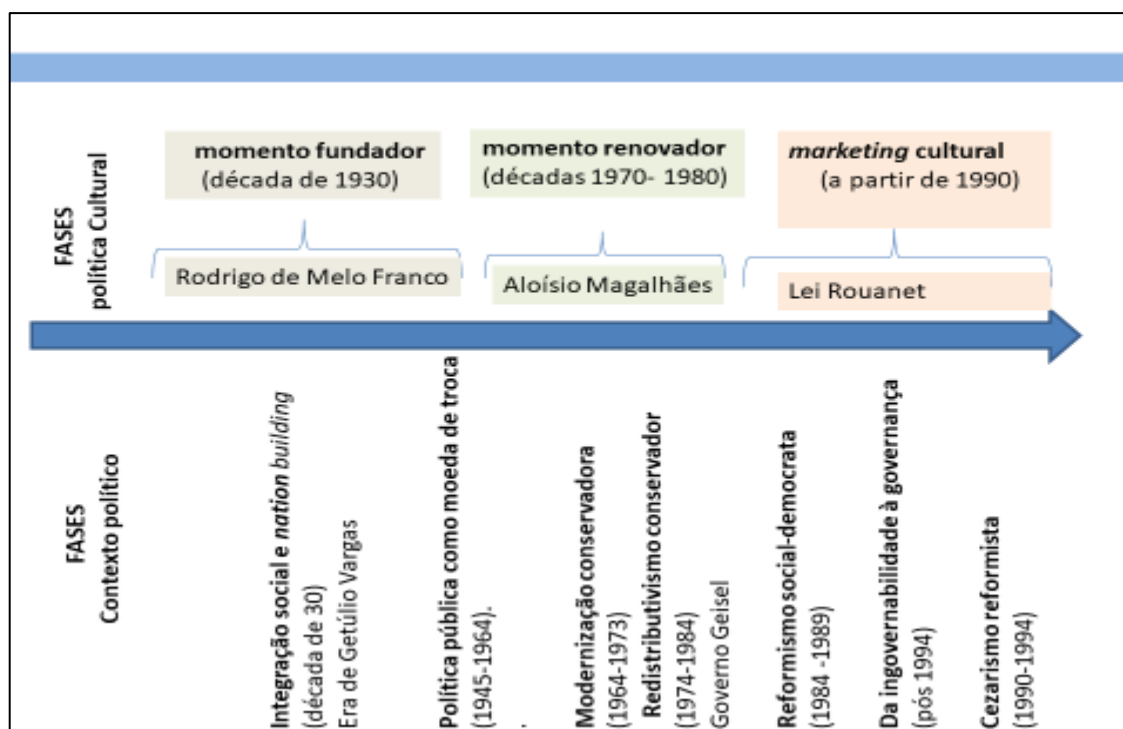 FASES
política Cultural
momento fundador
(década de 1930)
Rodrigo de Melo Franco
momento renovador
(décadas 1970- 1980)
Aloísio Magalhães
marketing cultural
(a partir de 1990)
Lei Rouanet
FASES
Contexto político
Integração social e nation building
(década de 30)
Era de Getúlio Vargas
Política pública como moeda de troca
(1945-1964).
.
Modernização conservadora
(1964-1973)
Redistributivismo conservador
(1974-1984)
Governo Geisel
Reformismo social-democrata
(1984 -1989)
Da ingovernabilidade à governança
(pós 1994)
Cezarismo reformista
(1990-1994)